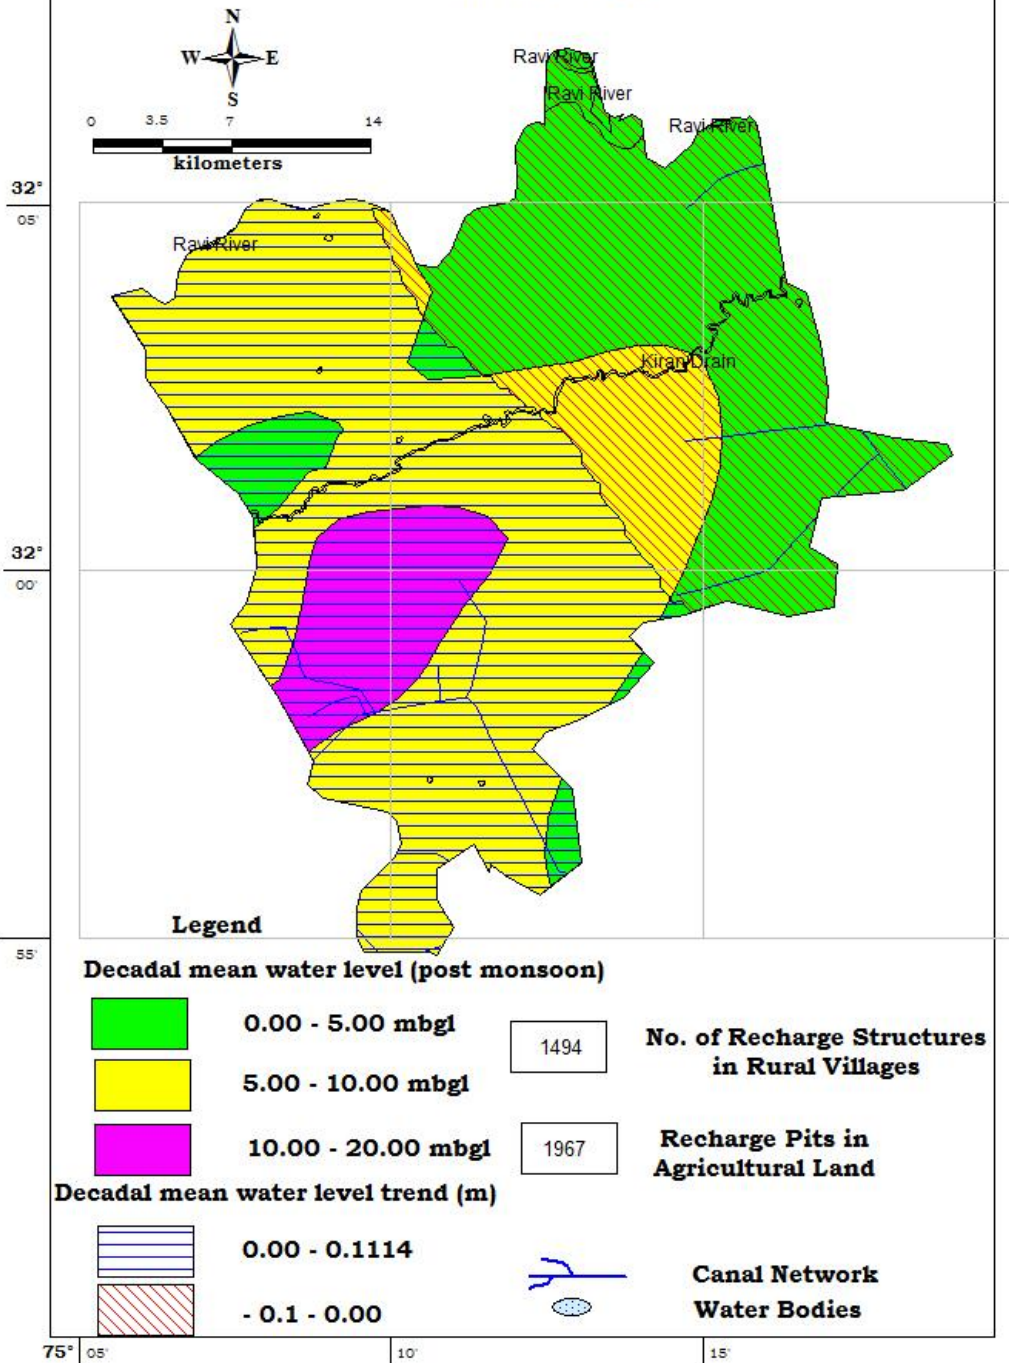 N
W E
S
0 3.5 7 14
kilometers
Ravi River
Ravi River
Ravi River
32°
05'
Ravi River
Kiran Drain
32°
00'
Legend
55'
Decadal mean water level (post monsoon)
0.00 - 5.00 mbgl
5.00 - 10.00 mbgl
10.00 - 20.00 mbgl
1494
No. of Recharge Structures
in Rural Villages
1967
Recharge Pits in
Agricultural Land
Decadal mean water level trend (m)
0.00 - 0.1114
- 0.1 - 0.00
Canal Network
Water Bodies
75° 05' 10' 15'